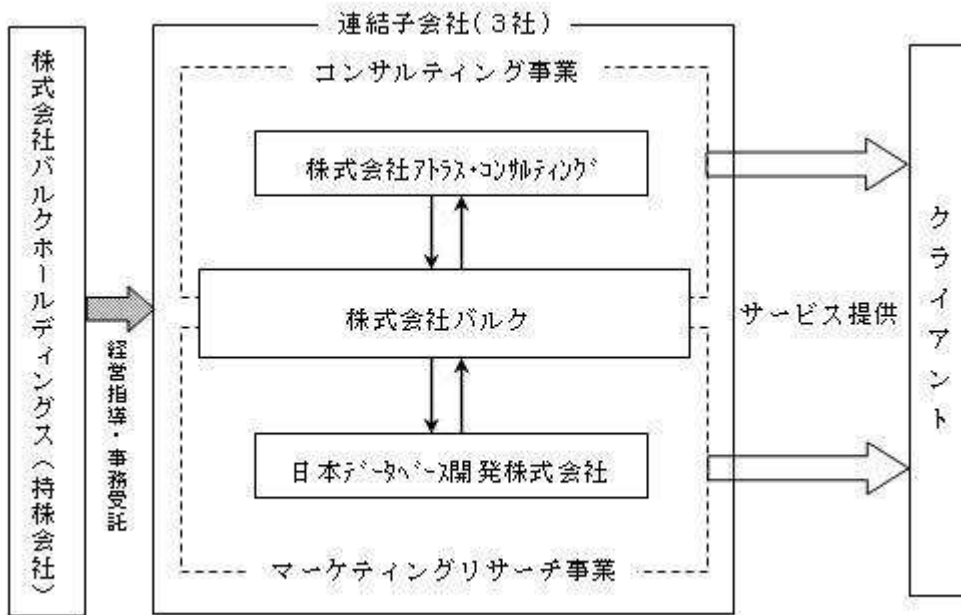 株式会社バルクホールディングス(持株会社)
経営指導・事務受託
連結子会社(3社)
コンサルティング事業
株式会社アトラス・コンサルティング
株式会社バルク
日本データベース開発株式会社
マーケティングリサーチ事業
サービス提供
クライアント